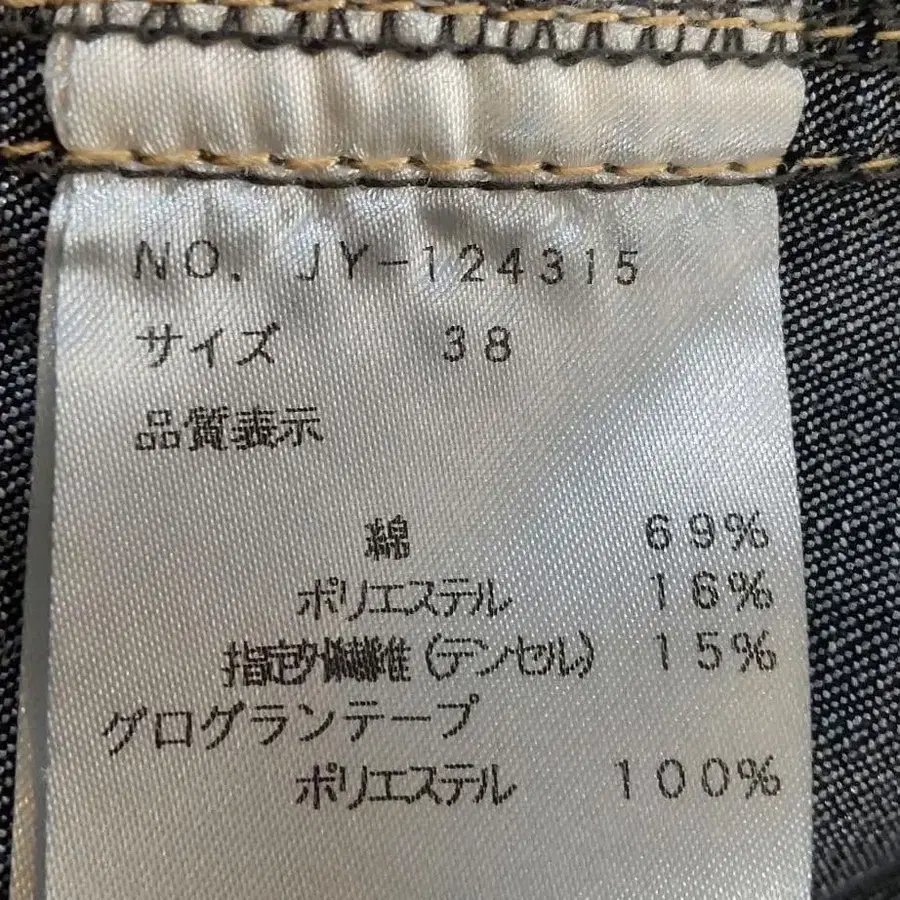 NO. JY-124315
サイズ 38
品質表示
綿 69%
ポリエステル 16%
指定外繊維(テンセル) 15%
グログランテープ
ポリエステル 100%